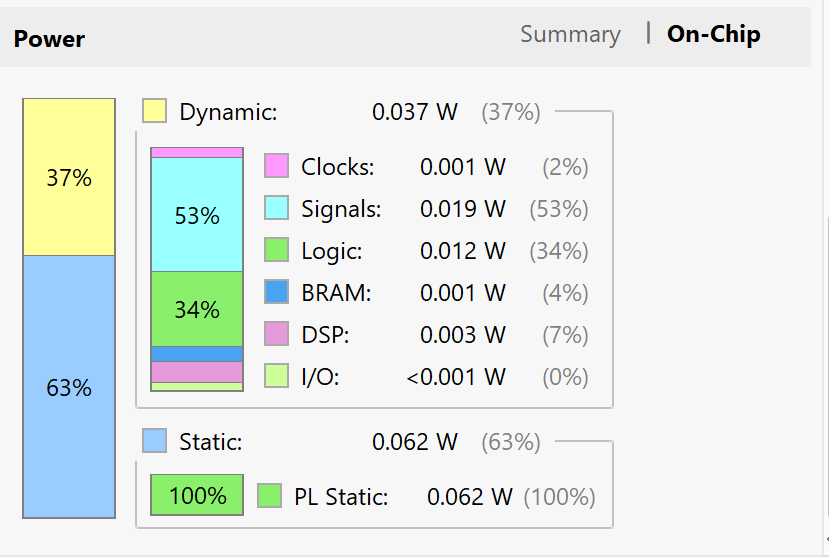 Power Summary | On-Chip
37%
63%
Dynamic: 0.037 W (37%)
53%
34%
Clocks: 0.001 W (2%)
Signals: 0.019 W (53%)
Logic: 0.012 W (34%)
BRAM: 0.001 W (4%)
DSP: 0.003 W (7%)
I/O: <0.001 W (0%)
Static: 0.062 W (63%)
100%
PL Static: 0.062 W (100%)